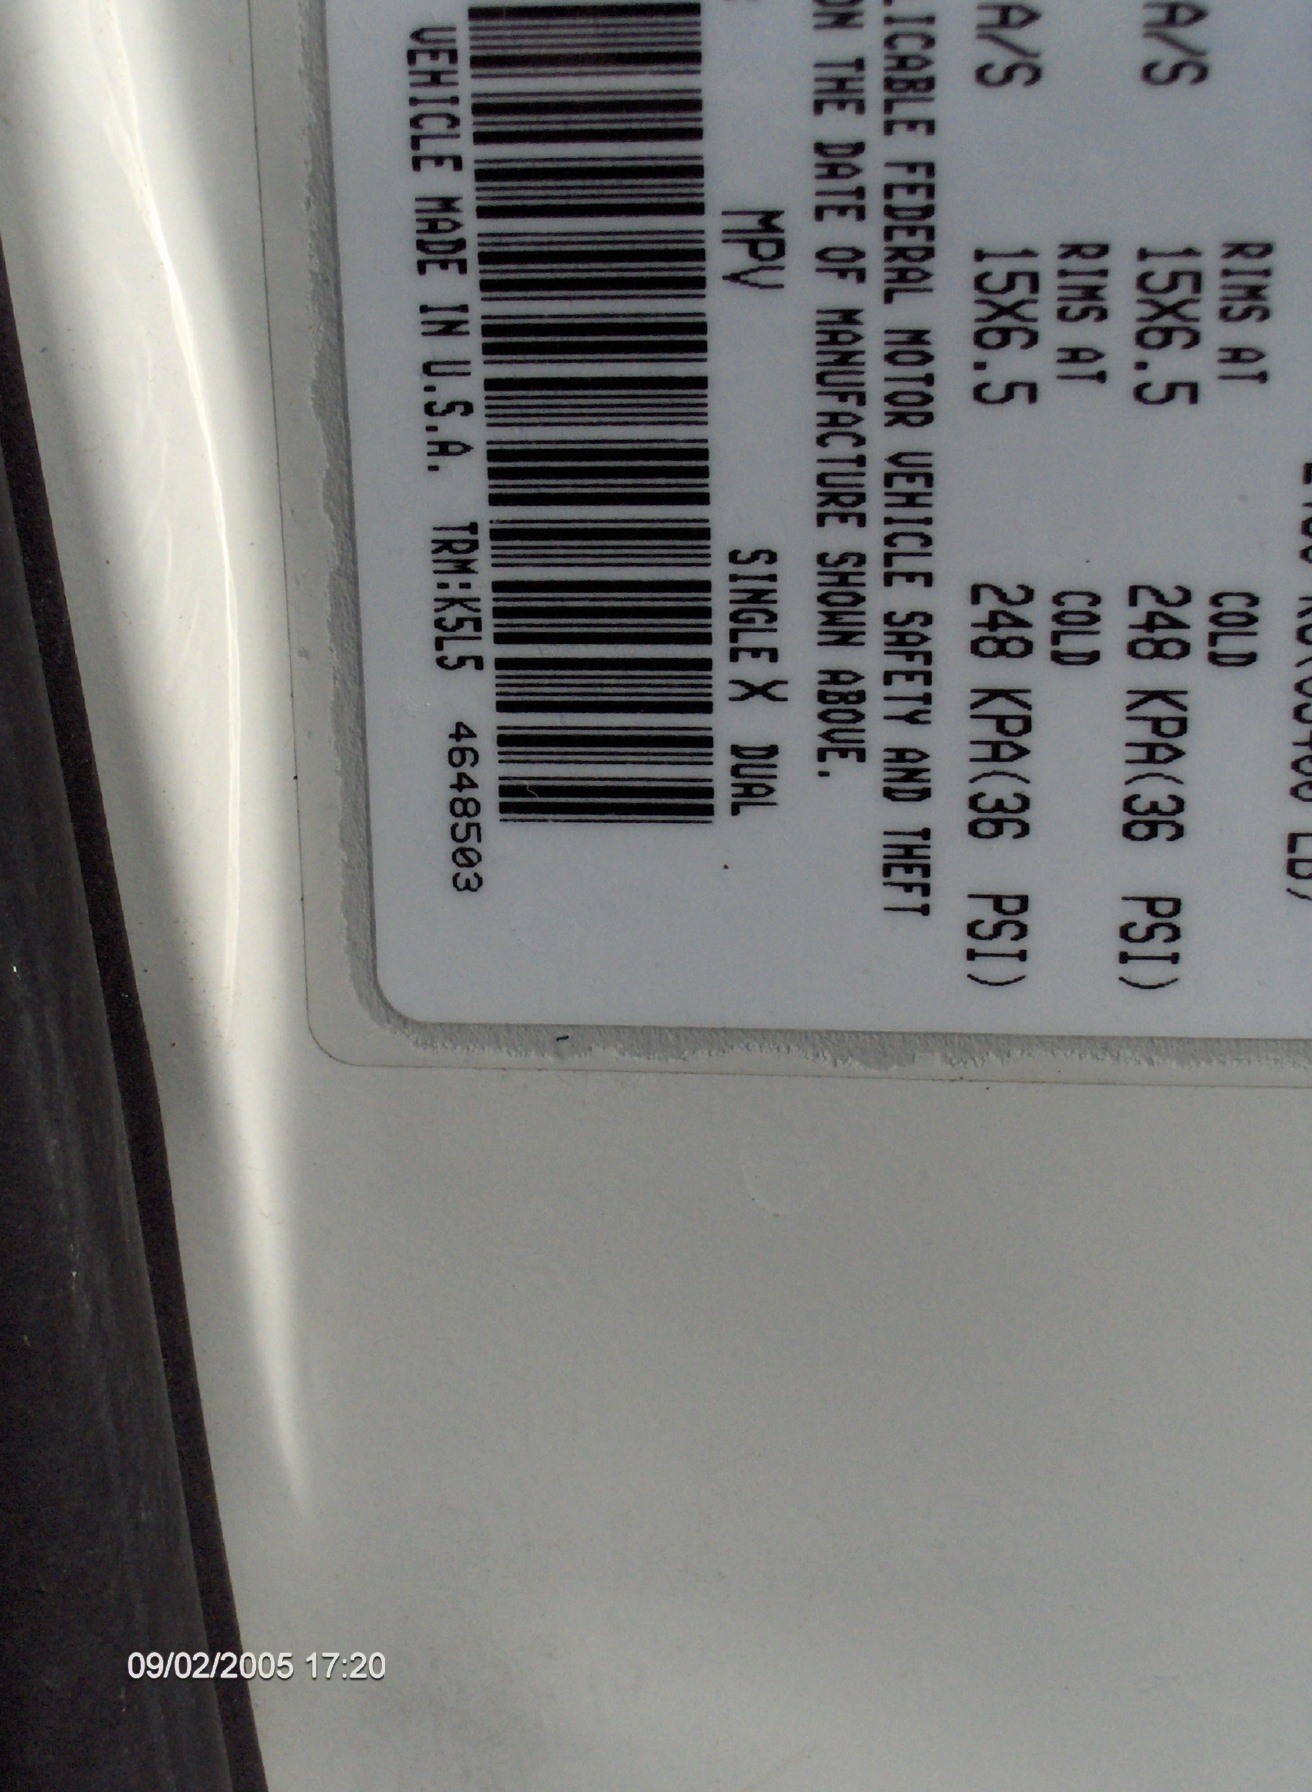 LB)
RIMS AT COLD
A/S 15X6.5 248 KPA(36 PSI)
RIMS AT COLD
A/S 15X6.5 248 KPA(36 PSI)
LICABLE FEDERAL MOTOR VEHICLE SAFETY AND THEFT
ON THE DATE OF MANUFACTURE SHOWN ABOVE.
MPV SINGLE X DUAL
VEHICLE MADE IN U.S.A. TRM:K5L5 4648503
09/02/2005 17:20